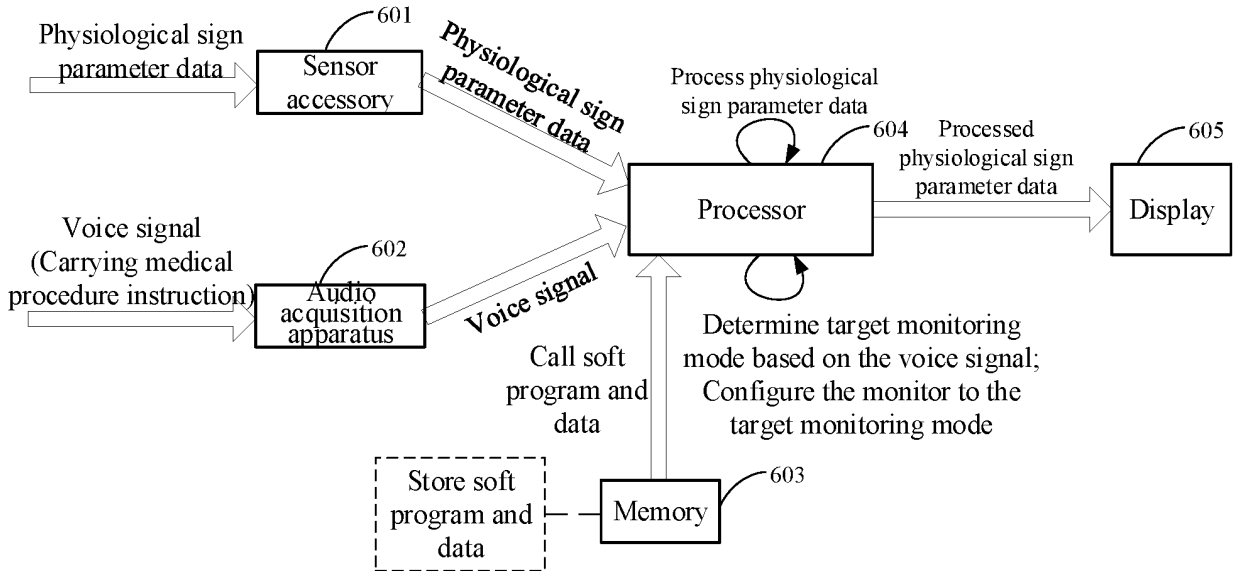 Physiological sign
parameter data
601
Sensor
accessory
Physiological sign
parameter data
Process physiological
sign parameter data
604
Processor
Processed
physiological sign
parameter data
605
Display
Voice signal
(Carrying medical
procedure instruction)
602
Audio
acquisition
apparatus
Voice signal
Determine target monitoring
mode based on the voice signal;
Configure the monitor to the
target monitoring mode
Call soft
program and
data
Store soft
program and
data
603
Memory